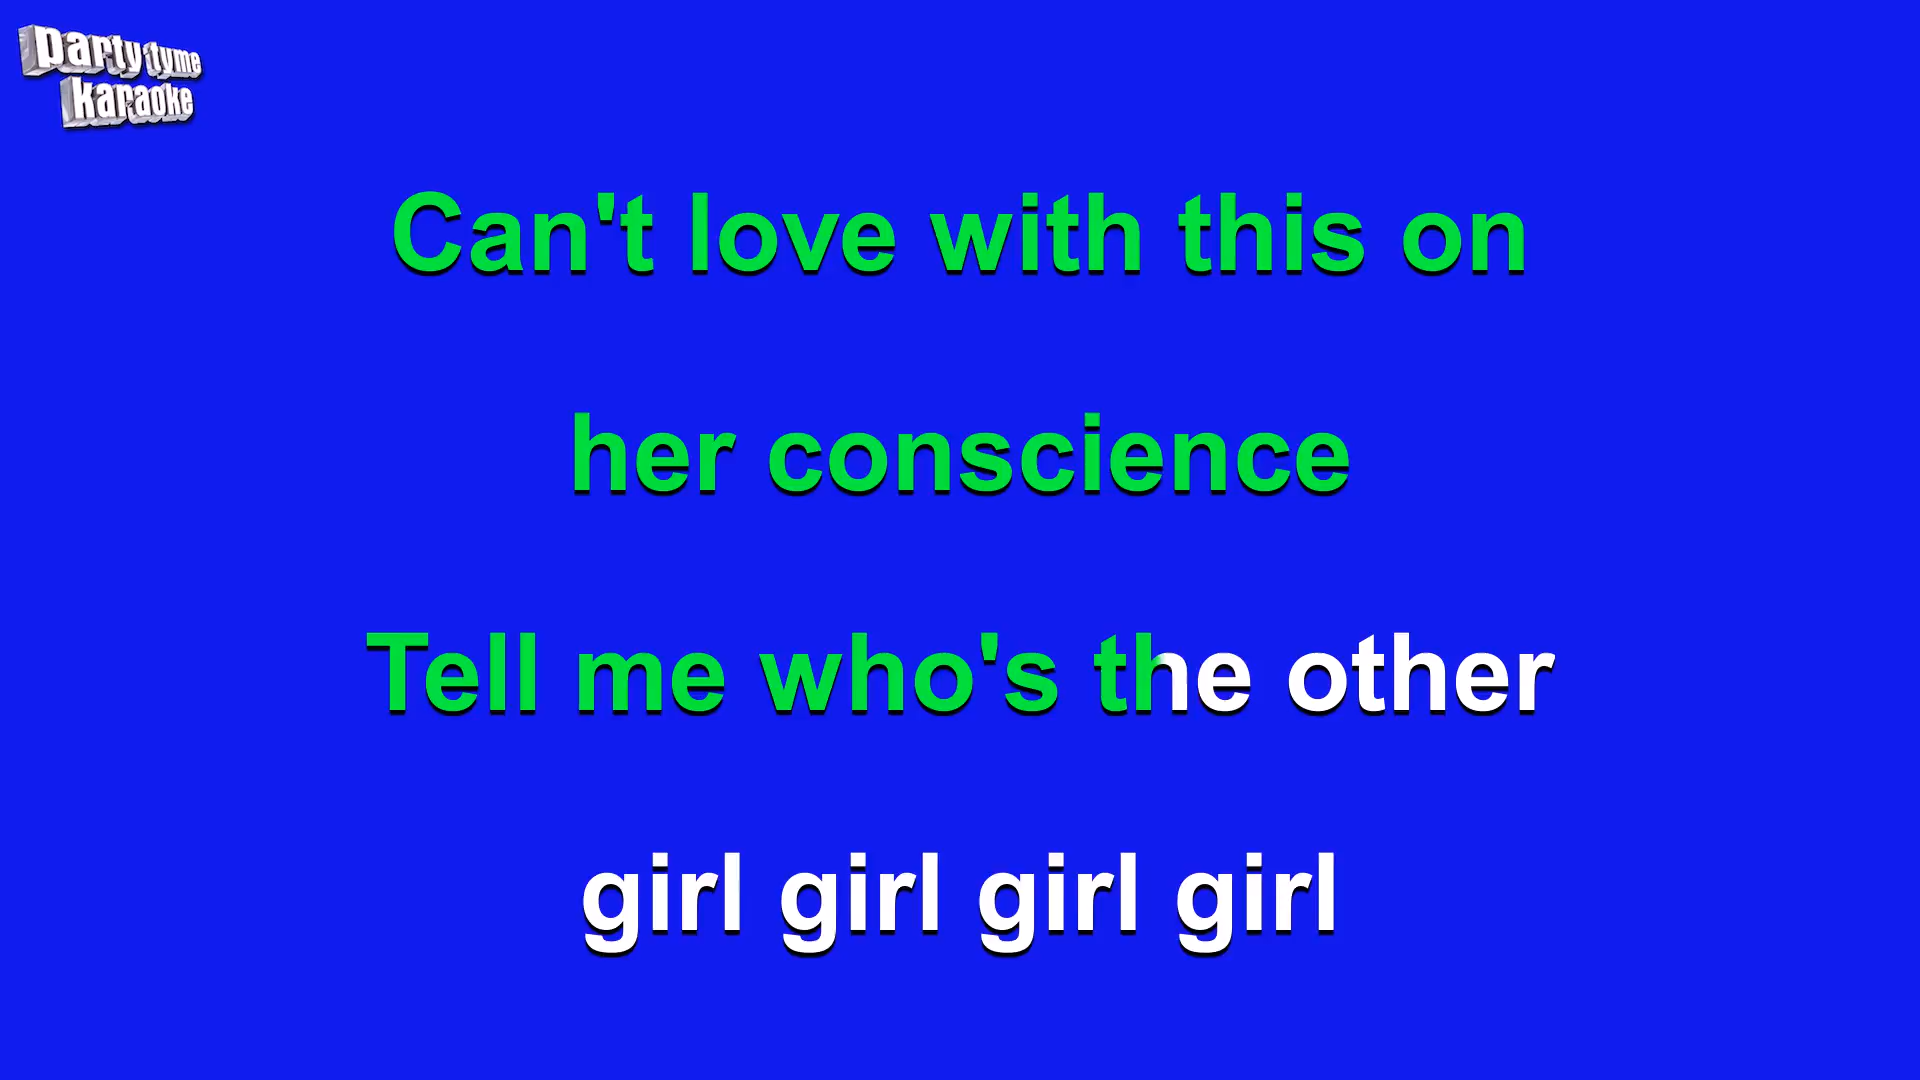 party tyme
karaoke
Can't love with this on
her conscience
Tell me who's the other
girl girl girl girl